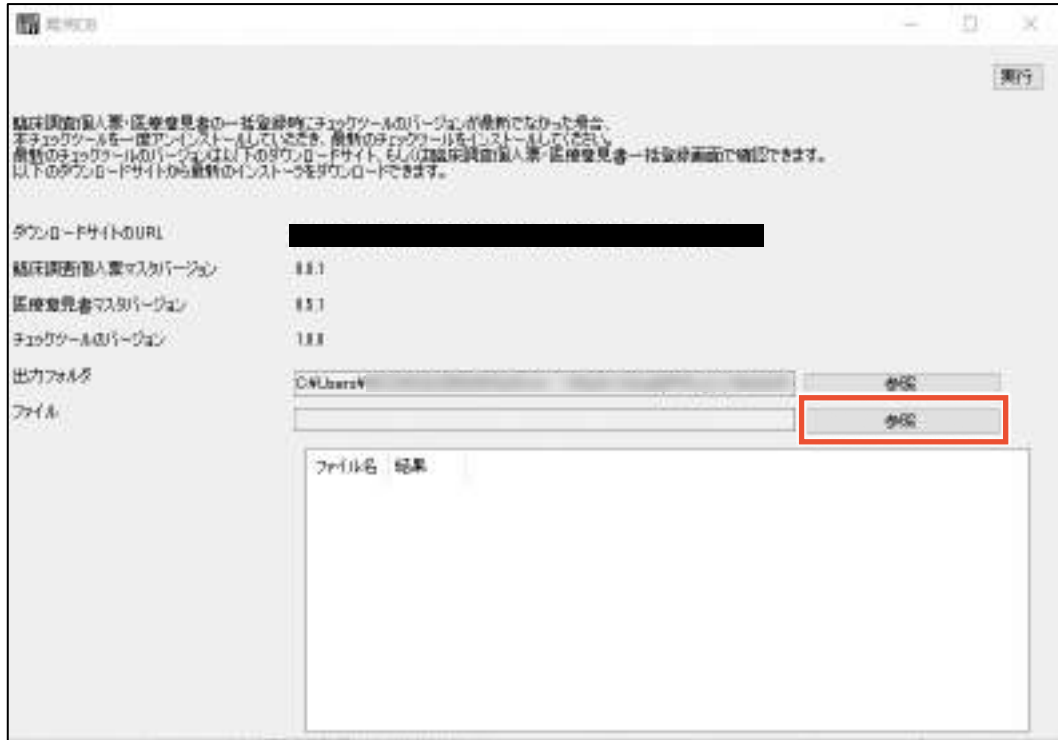 難病DB
実行
臨床調査個人票・医療意見書の一括登録時にチェックツールのバージョンが最新でなかった場合、
本チェックツールを一度アンインストールしていただき、最新のチェックツールをインストールしてください。
最新のチェックツールのバージョンは以下のダウンロードサイト、もしくは臨床調査個人票・医療意見書一括登録画面で確認できます。
以下のダウンロードサイトから最新のインストーラをダウンロードできます。
ダウンロードサイトのURL
臨床調査個人票マスタバージョン
医療意見書マスタバージョン
チェックツールのバージョン
出力フォルダ C:¥Users¥ 参照
ファイル 参照
ファイル名 結果